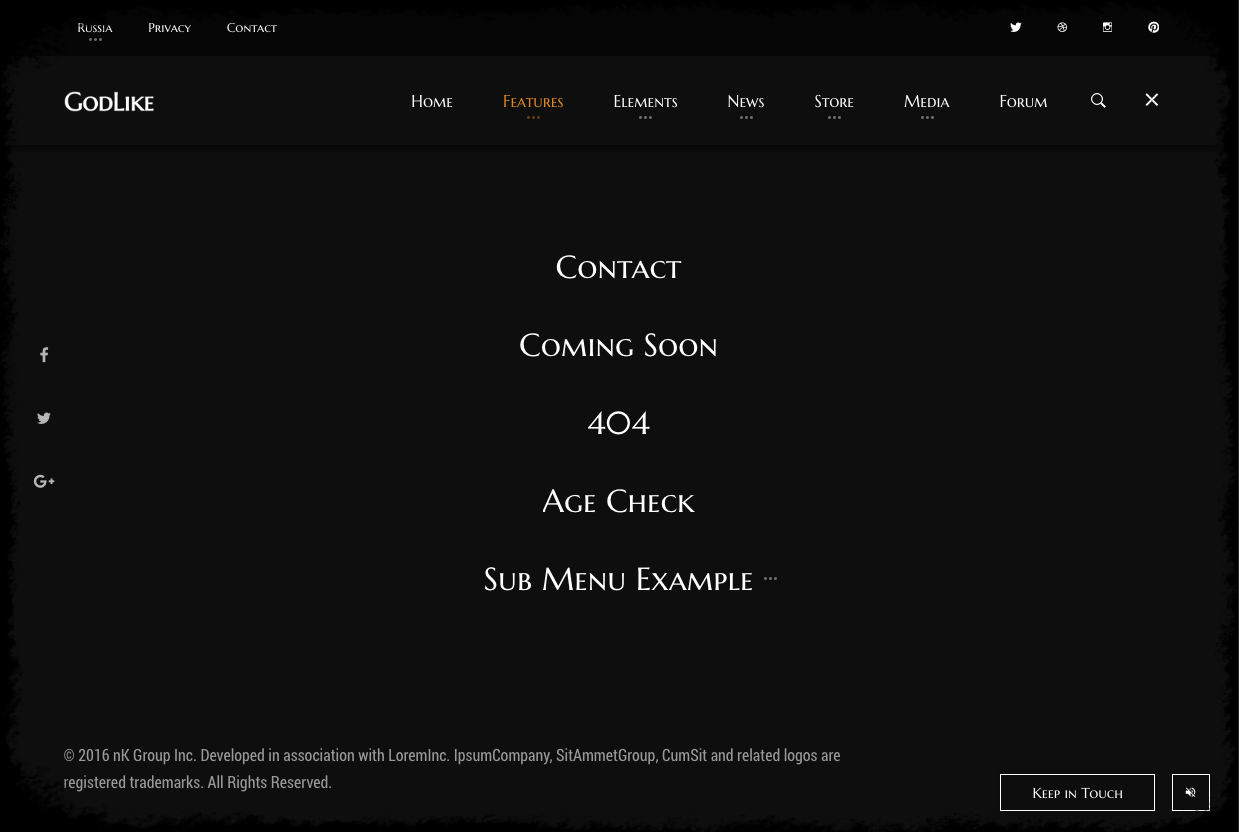 Russia Privacy Contact
GodLike Home Features Elements News Store Media Forum
Contact
Coming Soon
404
Age Check
Sub Menu Example
© 2016 nK Group Inc. Developed in association with LoremInc. IpsumCompany, SitAmmetGroup, CumSit and related logos are
registered trademarks. All Rights Reserved.
Keep in Touch